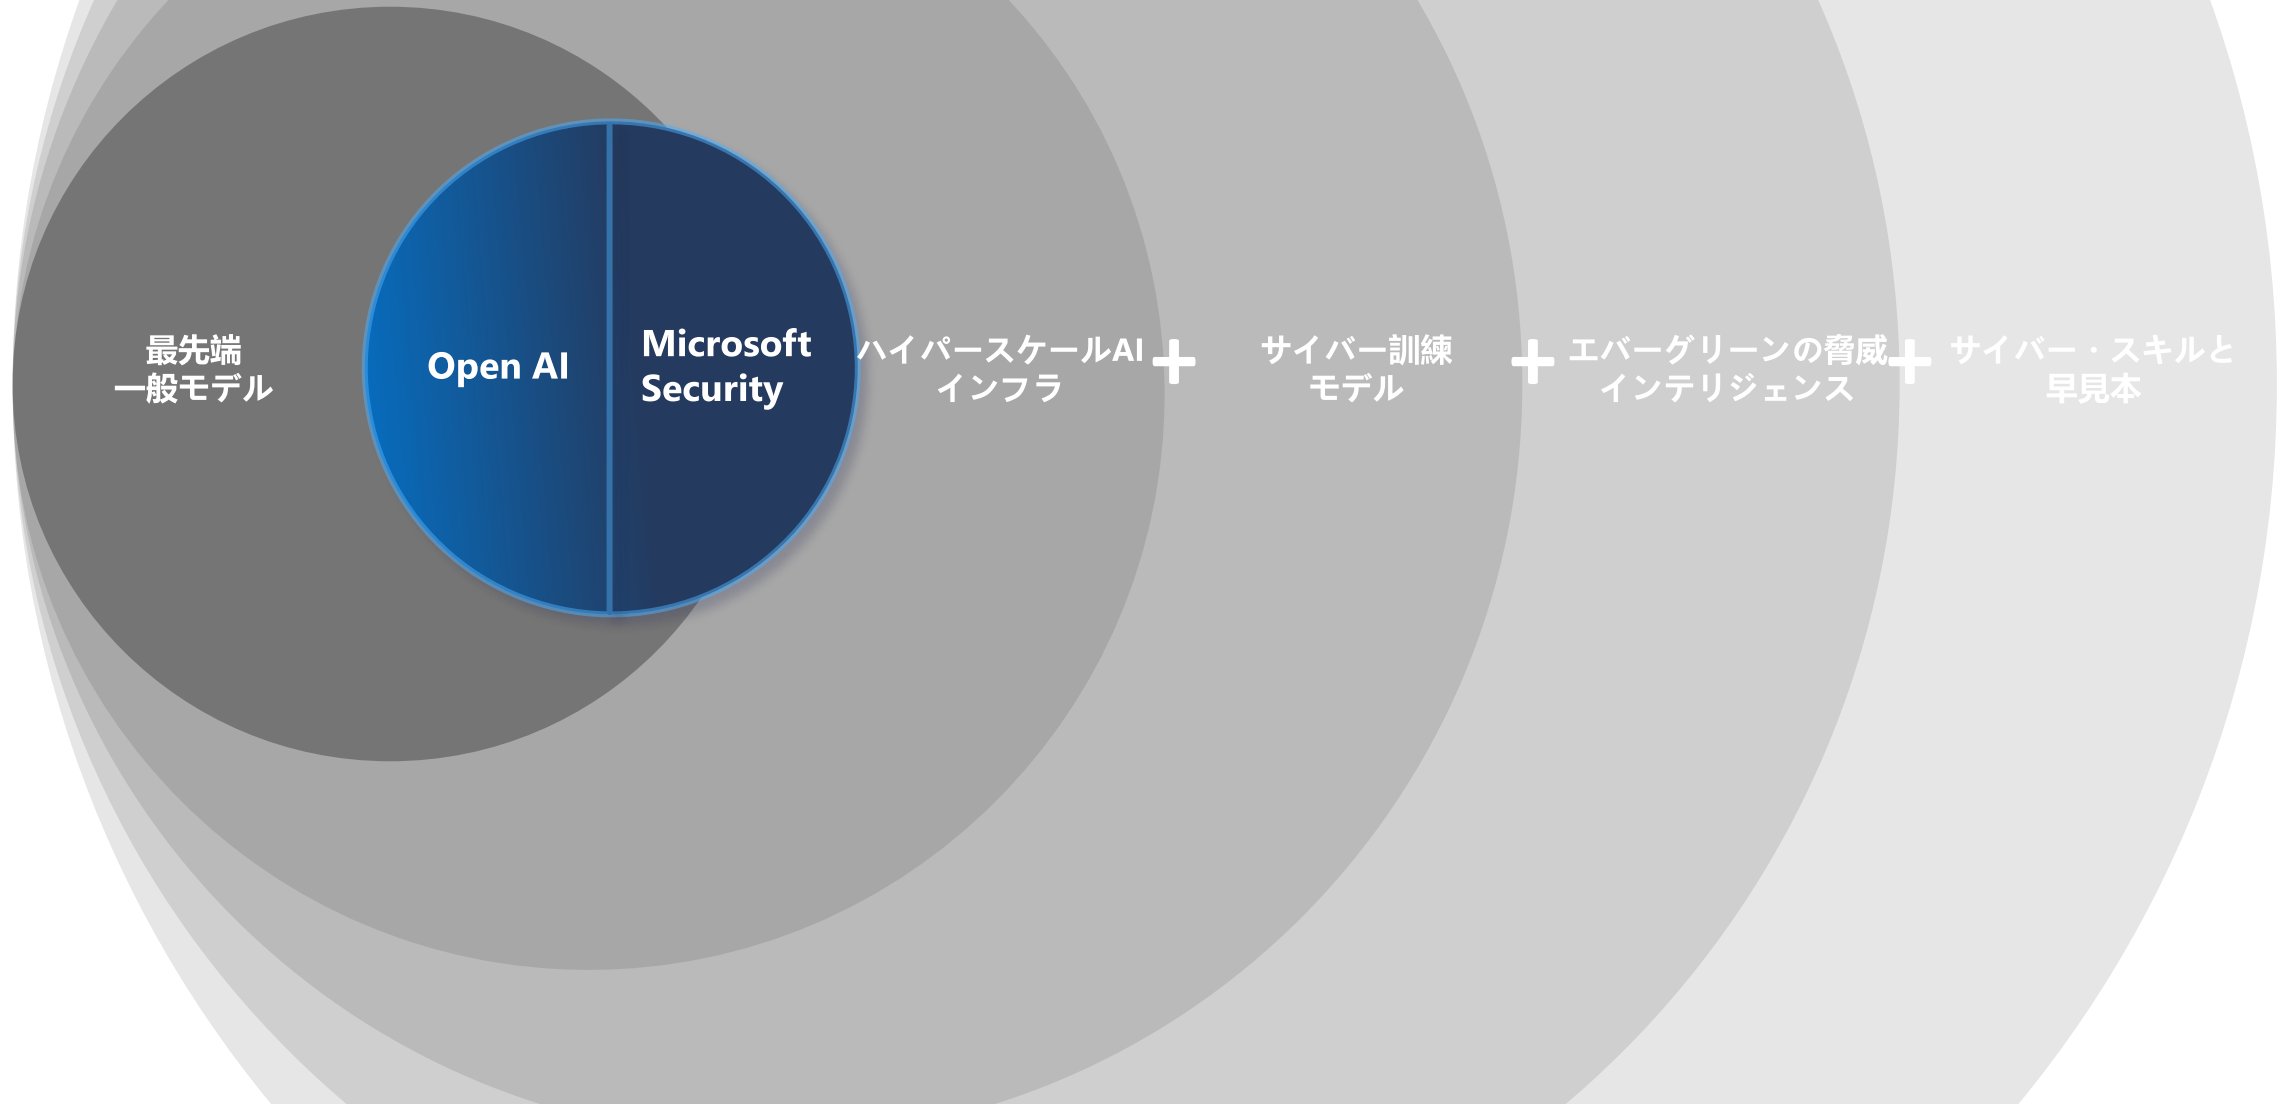 最先端
一般モデル
Open AI
Microsoft
Security
ハイパースケールAI
インフラ
+
サイバー訓練
モデル
+
エバーグリーンの脅威
インテリジェンス
+
サイバー・スキルと
早見本